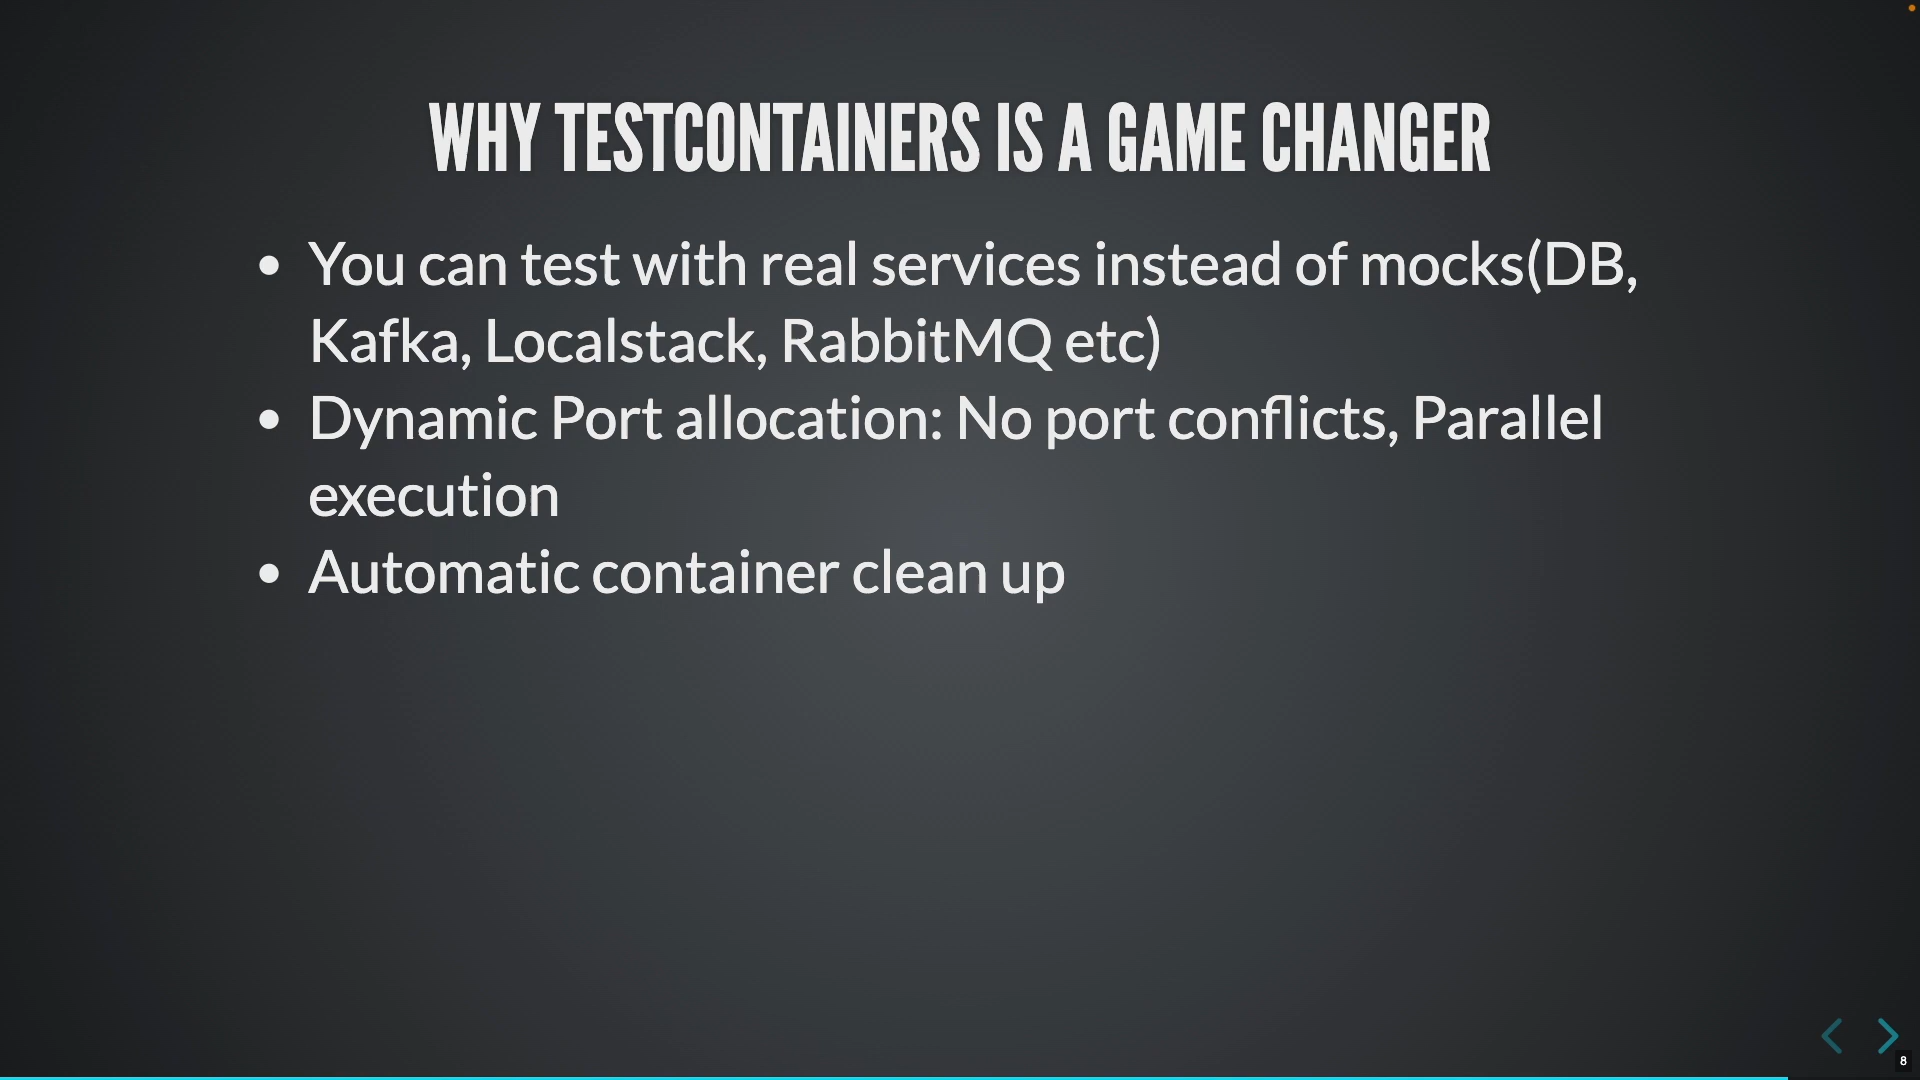 WHY TESTCONTAINERS IS A GAME CHANGER
• You can test with real services instead of mocks(DB,
Kafka, Localstack, RabbitMQ etc)
• Dynamic Port allocation: No port conflicts, Parallel
execution
• Automatic container clean up
8